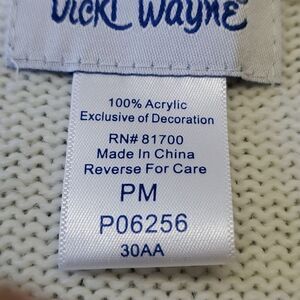 Vicki Wayne
100% Acrylic
Exclusive of Decoration
RN# 81700
Made In China
Reverse For Care
PM
P06256
30AA